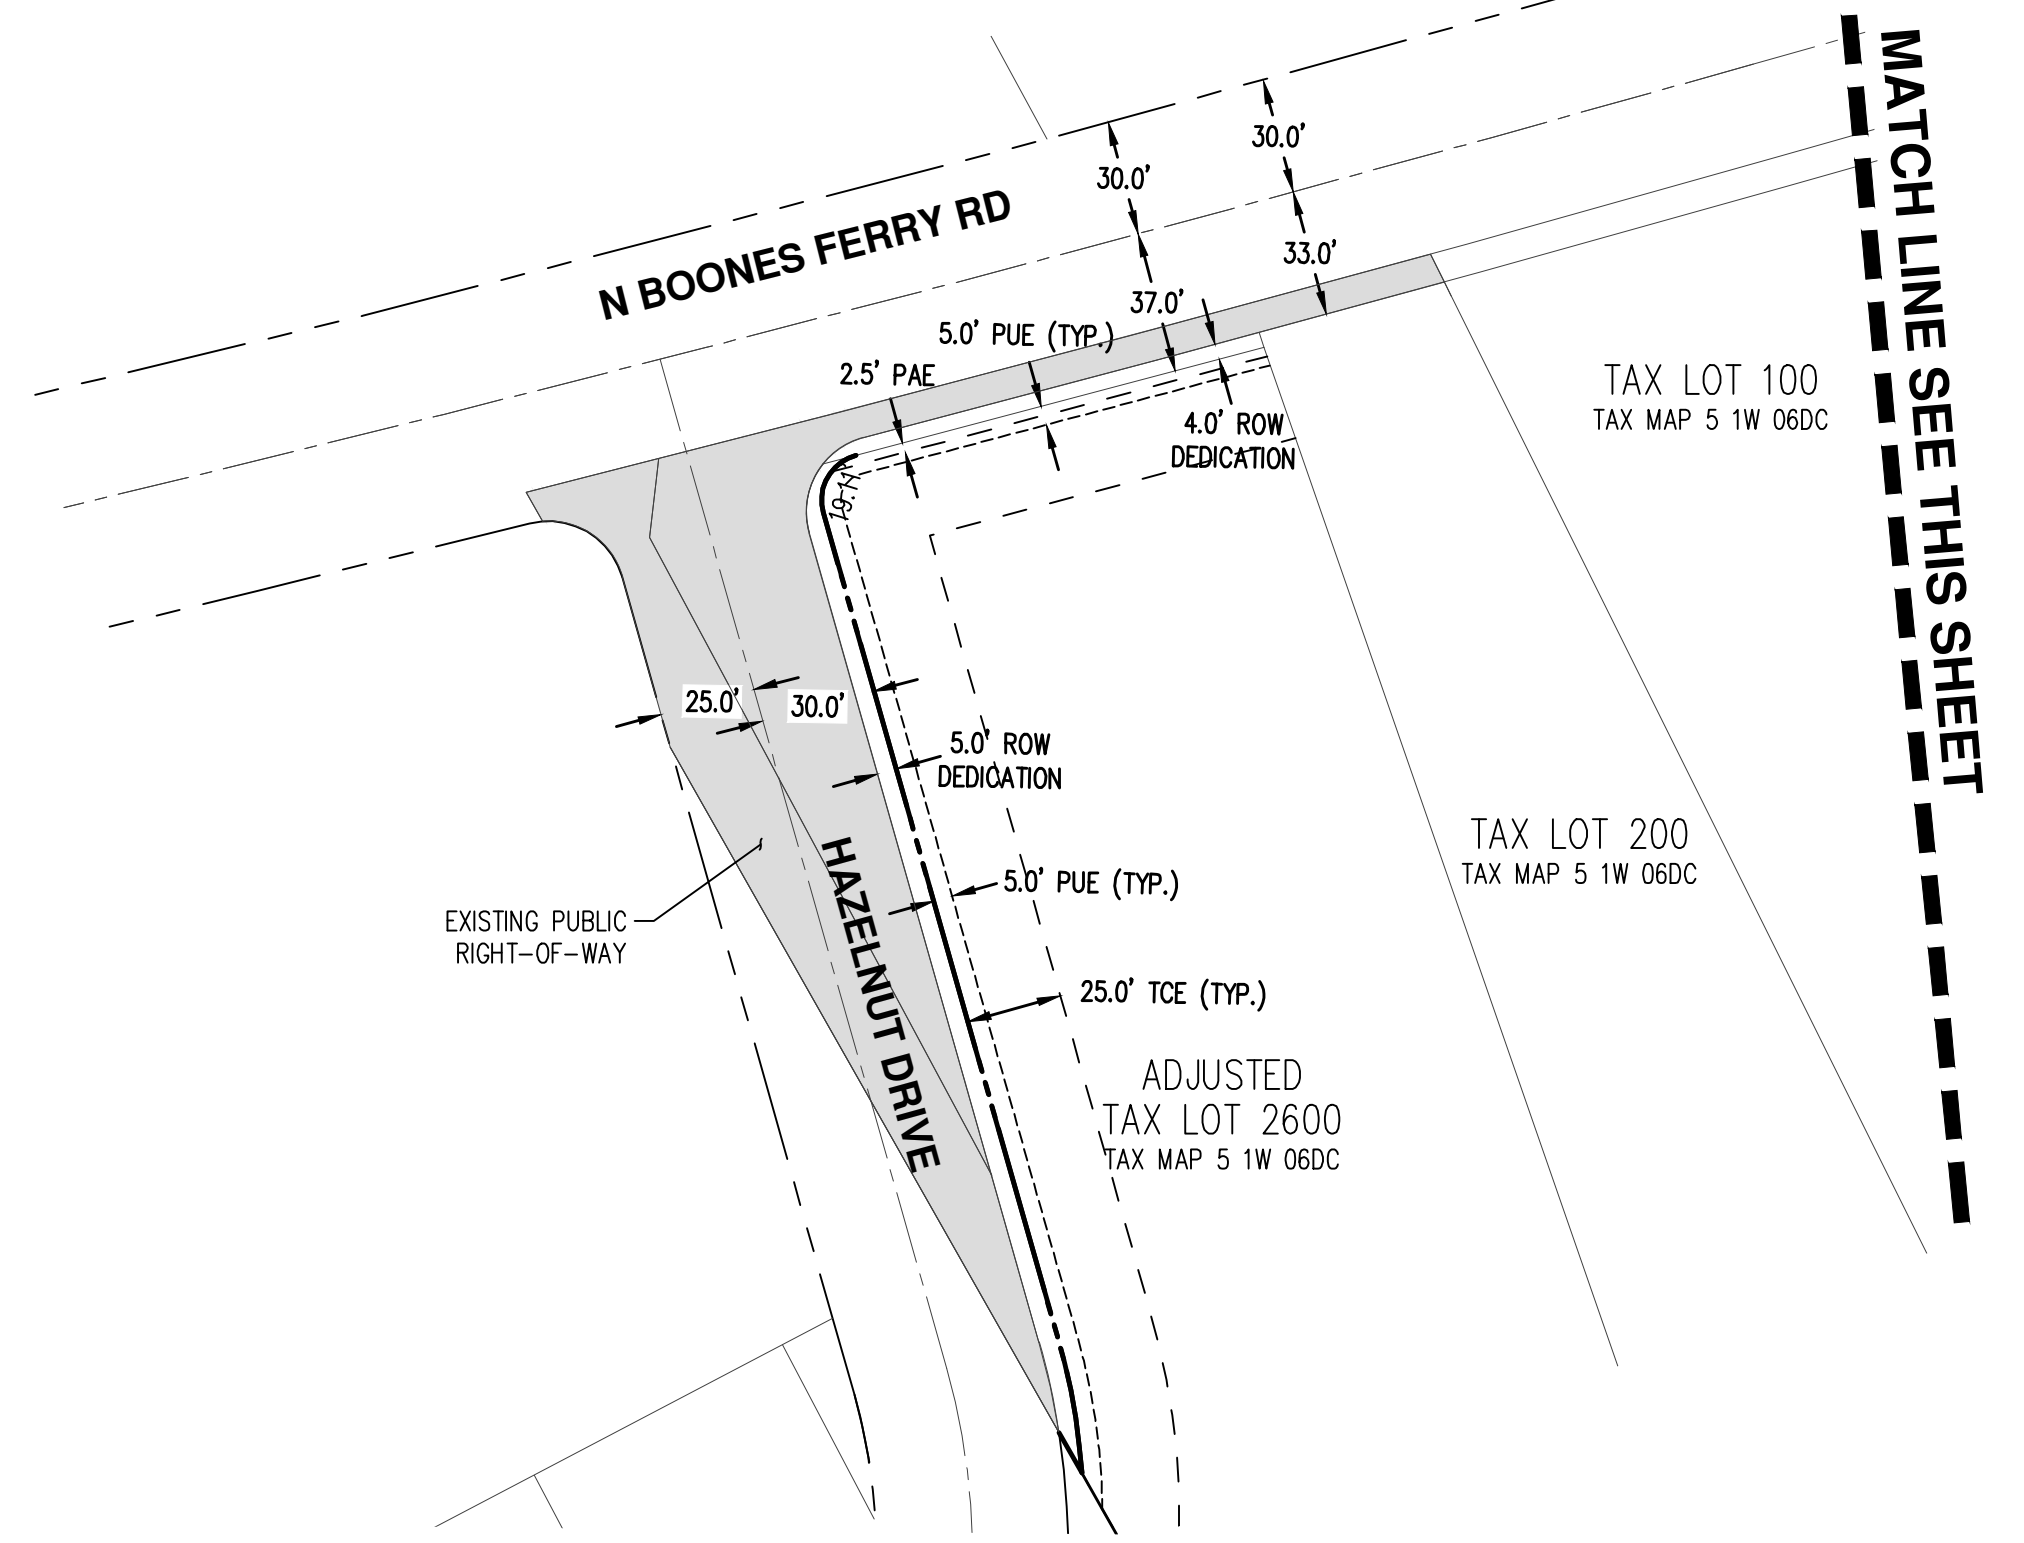 MATCH LINE SEE THIS SHEET
30.0'
30.0'
N BOONES FERRY RD
33.0'
37.0'
5.0' PUE (TYP.)
2.5' PAE
4.0' ROW
DEDICATION
TAX LOT 100
TAX MAP 5 1W 06DC
19.11'
25.0'
30.0'
5.0' ROW
DEDICATION
TAX LOT 200
TAX MAP 5 1W 06DC
5.0' PUE (TYP.)
HAZELNUT DRIVE
EXISTING PUBLIC
RIGHT-OF-WAY
25.0' TCE (TYP.)
ADJUSTED
TAX LOT 2600
TAX MAP 5 1W 06DC